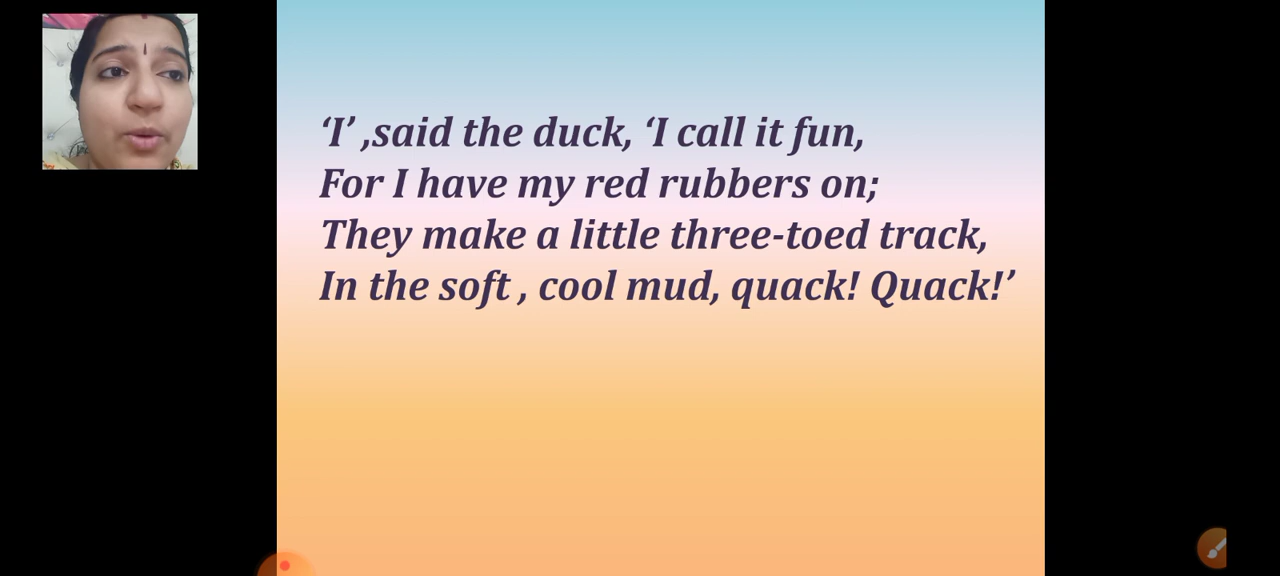 ‘I’ ,said the duck, ‘I call it fun,
For I have my red rubbers on;
They make a little three-toed track,
In the soft , cool mud, quack! Quack!’